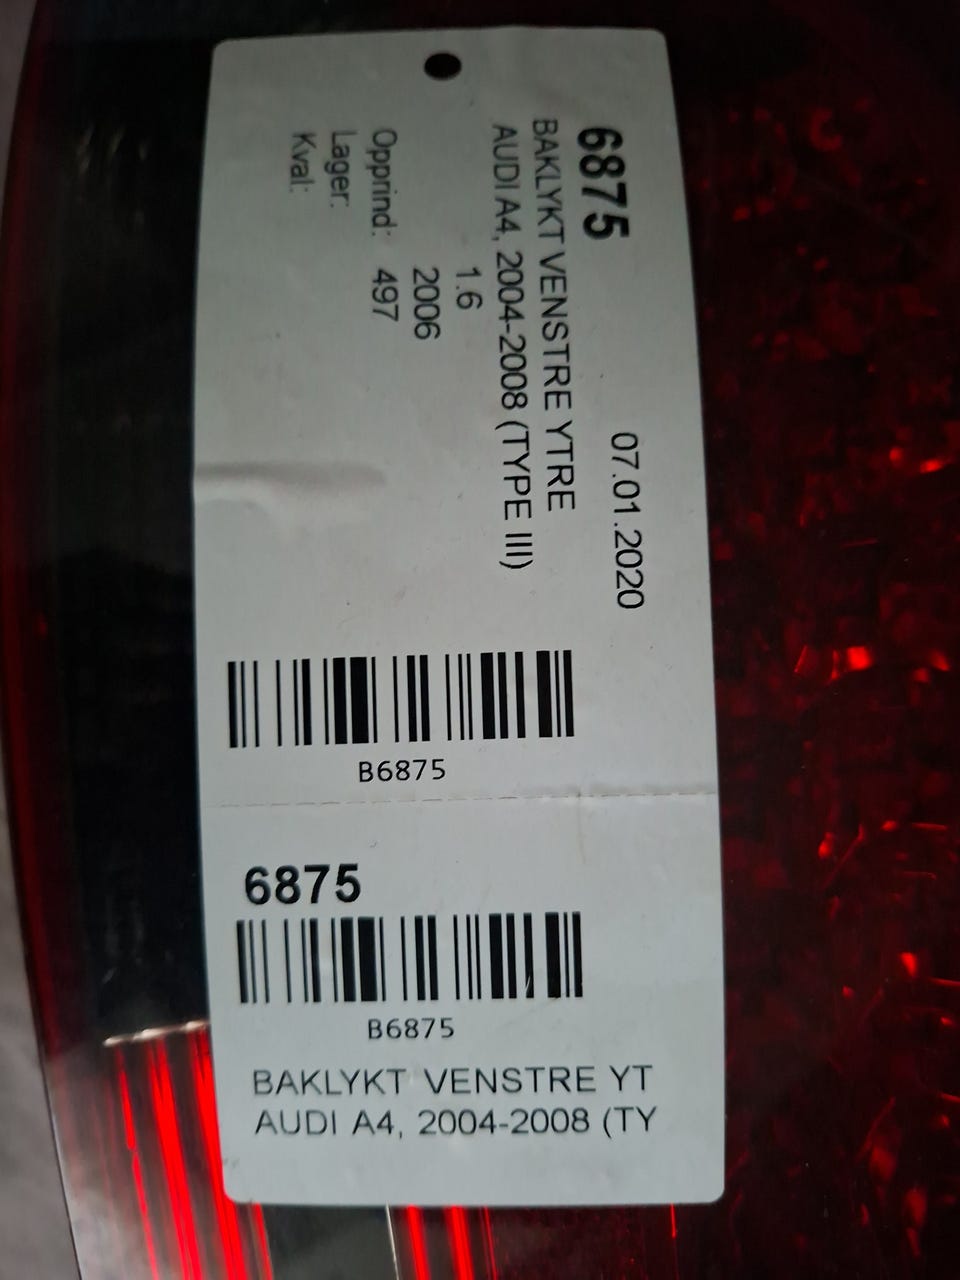 6875 07.01.2020
BAKLYKT VENSTRE YTRE
AUDI A4, 2004-2008 (TYPE III)
1.6
2006
Opprind: 497
Lager:
Kval:
B6875
6875
B6875
BAKLYKT VENSTRE YT
AUDI A4, 2004-2008 (TY